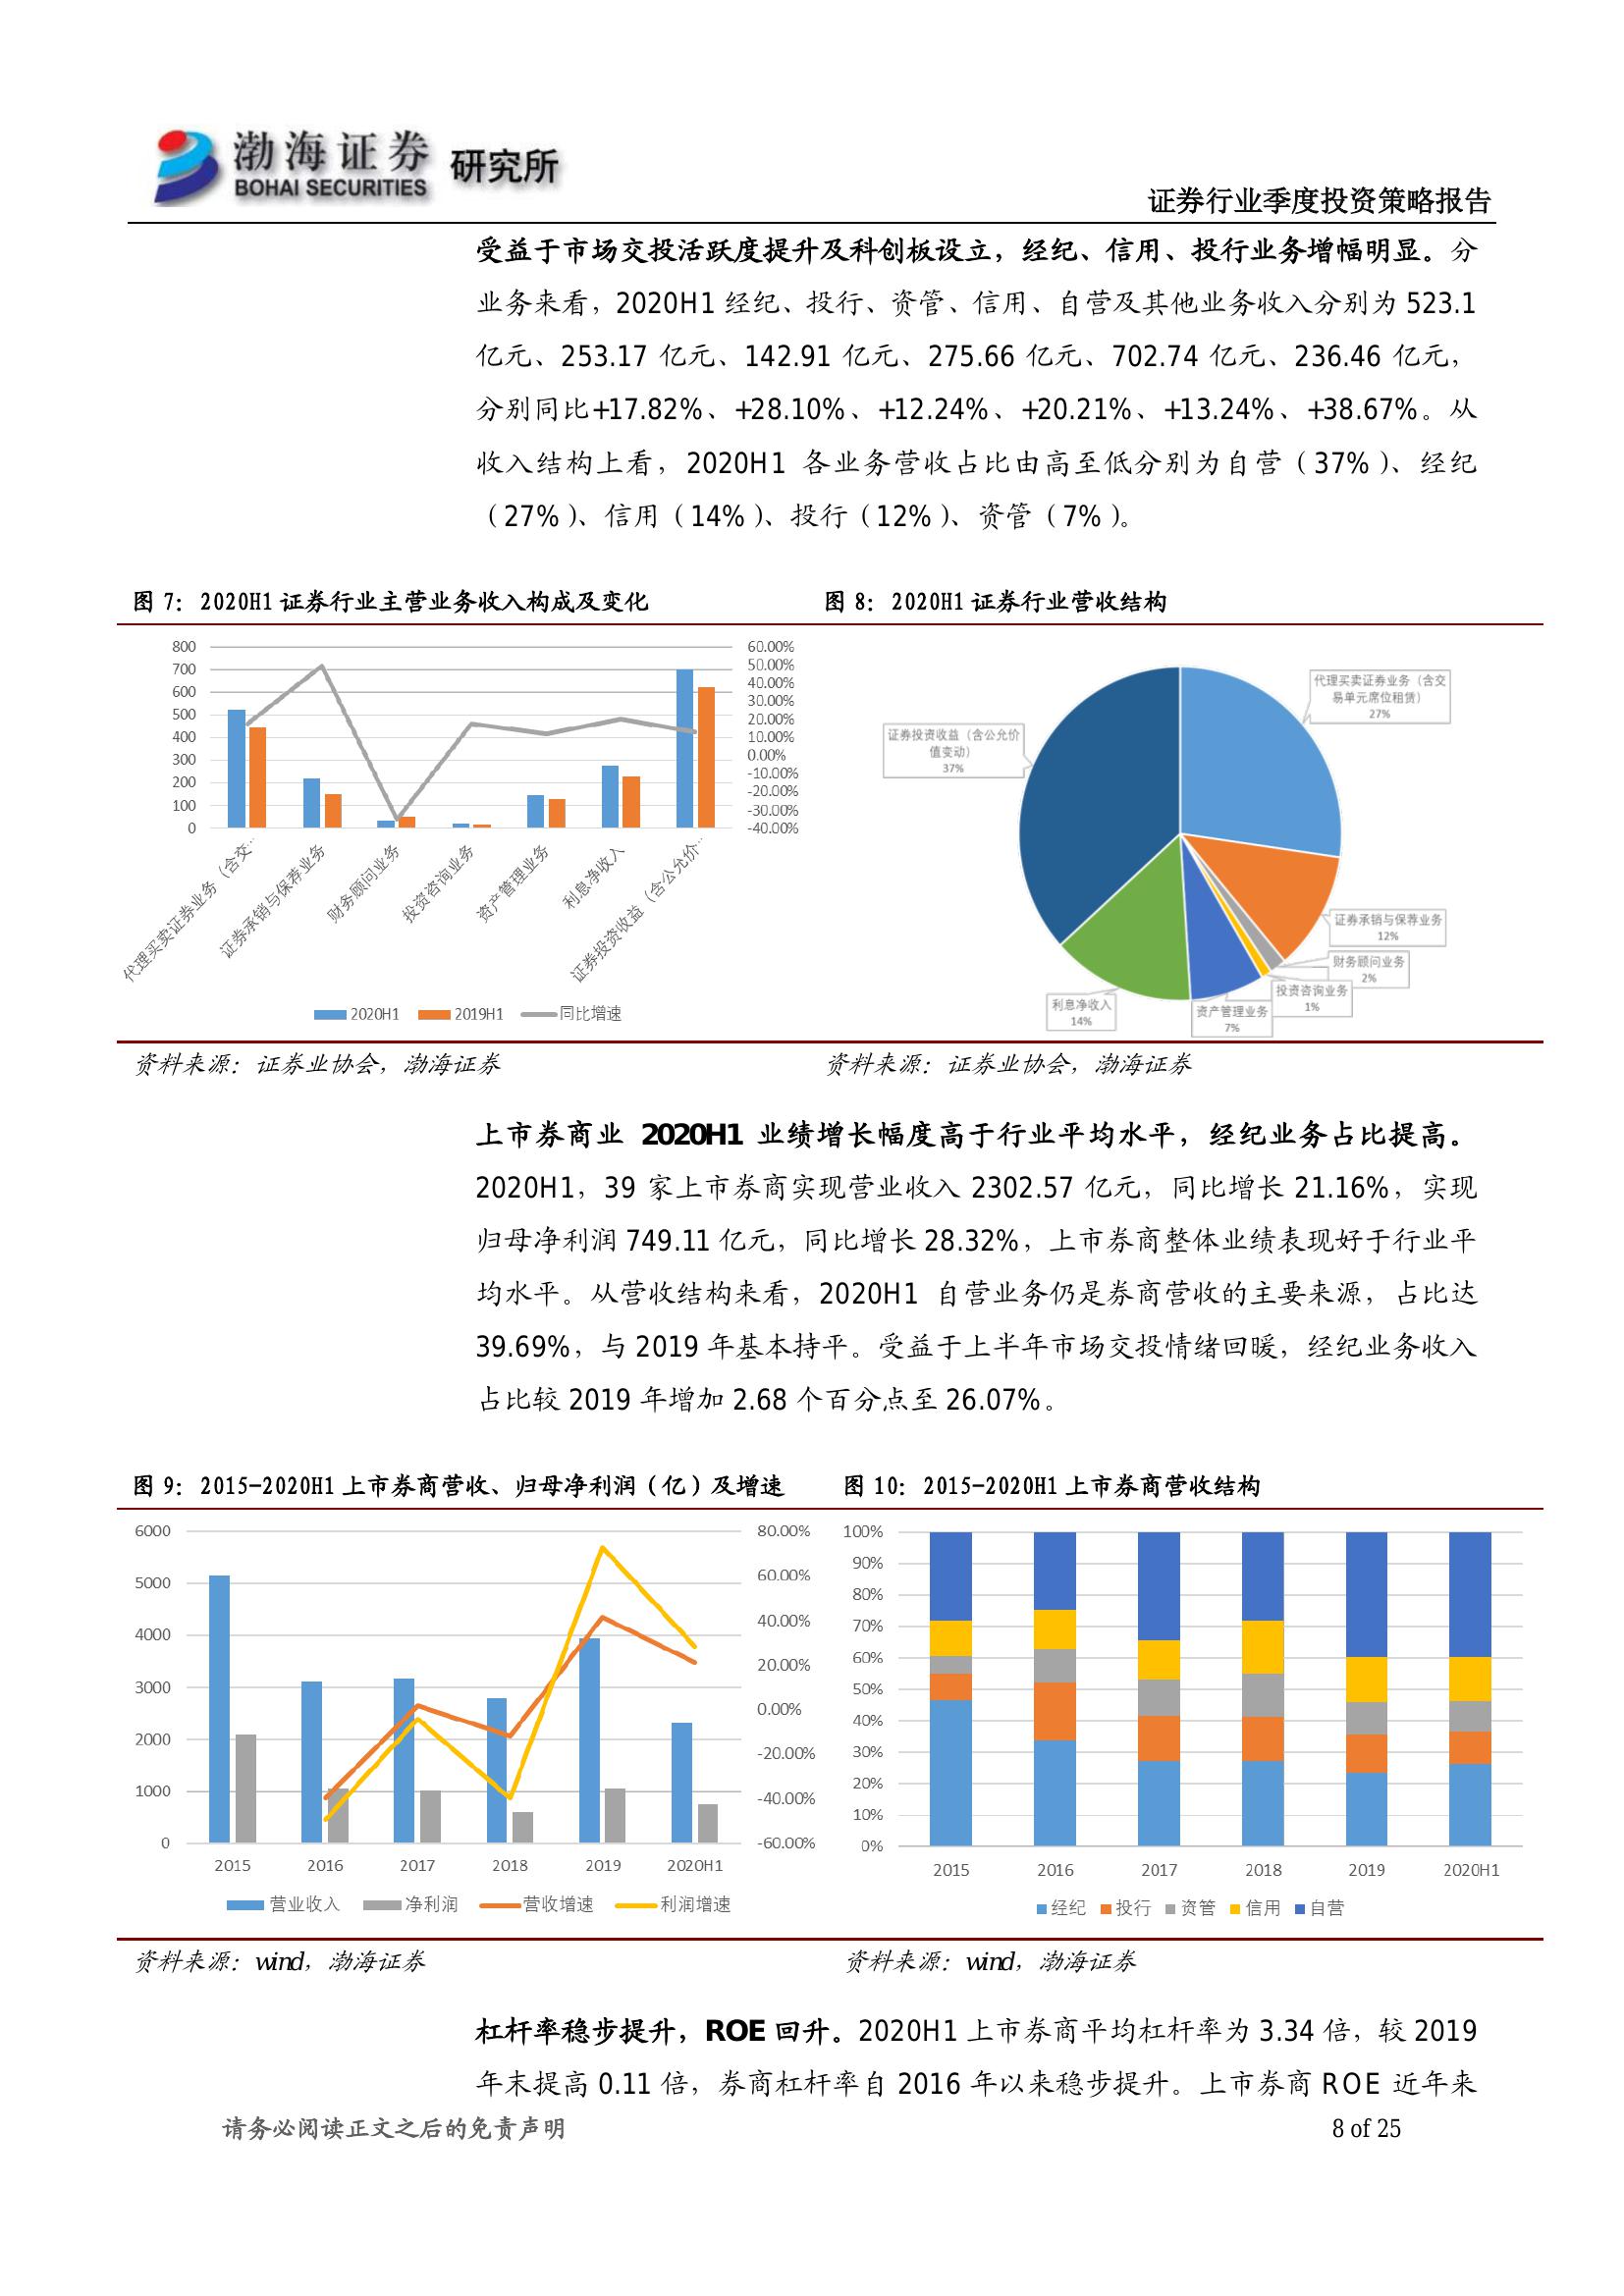 渤海证券 研究所
BOHAI SECURITIES
证券行业季度投资策略报告
受益于市场交投活跃度提升及科创板设立，经纪、信用、投行业务增幅明显。分
业务来看，2020H1 经纪、投行、资管、信用、自营及其他业务收入分别为 523.1
亿元、253.17 亿元、142.91 亿元、275.66 亿元、702.74 亿元、236.46 亿元，
分别同比+17.82%、+28.10%、+12.24%、+20.21%、+13.24%、+38.67%。从
收入结构上看，2020H1 各业务营收占比由高至低分别为自营（37%）、经纪
（27%）、信用（14%）、投行（12%）、资管（7%）。
图 7：2020H1 证券行业主营业务收入构成及变化
800
700
600
500
400
300
200
100
0
60.00%
50.00%
40.00%
30.00%
20.00%
10.00%
0.00%
-10.00%
-20.00%
-30.00%
-40.00%
代理买卖证券业务（含交…
证券承销与保荐业务
财务顾问业务
投资咨询业务
资产管理业务
利息净收入
证券投资收益（含公允价…
2020H1 2019H1 同比增速
图 8：2020H1 证券行业营收结构
代理买卖证券业务（含交
易单元席位租赁）
27%
证券投资收益（含公允价
值变动）
37%
证券承销与保荐业务
12%
财务顾问业务
2%
投资咨询业务
1%
资产管理业务
7%
利息净收入
14%
资料来源：证券业协会，渤海证券
资料来源：证券业协会，渤海证券
上市券商业 2020H1 业绩增长幅度高于行业平均水平，经纪业务占比提高。
2020H1，39 家上市券商实现营业收入 2302.57 亿元，同比增长 21.16%，实现
归母净利润 749.11 亿元，同比增长 28.32%，上市券商整体业绩表现好于行业平
均水平。从营收结构来看，2020H1 自营业务仍是券商营收的主要来源，占比达
39.69%，与 2019 年基本持平。受益于上半年市场交投情绪回暖，经纪业务收入
占比较 2019 年增加 2.68 个百分点至 26.07%。
图 9：2015-2020H1 上市券商营收、归母净利润（亿）及增速
6000
5000
4000
3000
2000
1000
0
80.00%
60.00%
40.00%
20.00%
0.00%
-20.00%
-40.00%
-60.00%
2015 2016 2017 2018 2019 2020H1
营业收入 净利润 营收增速 利润增速
图 10：2015-2020H1 上市券商营收结构
100%
90%
80%
70%
60%
50%
40%
30%
20%
10%
0%
2015 2016 2017 2018 2019 2020H1
经纪 投行 资管 信用 自营
资料来源：wind，渤海证券
资料来源：wind，渤海证券
杠杆率稳步提升，ROE 回升。2020H1 上市券商平均杠杆率为 3.34 倍，较 2019
年末提高 0.11 倍，券商杠杆率自 2016 年以来稳步提升。上市券商 ROE 近年来
请务必阅读正文之后的免责声明
8 of 25